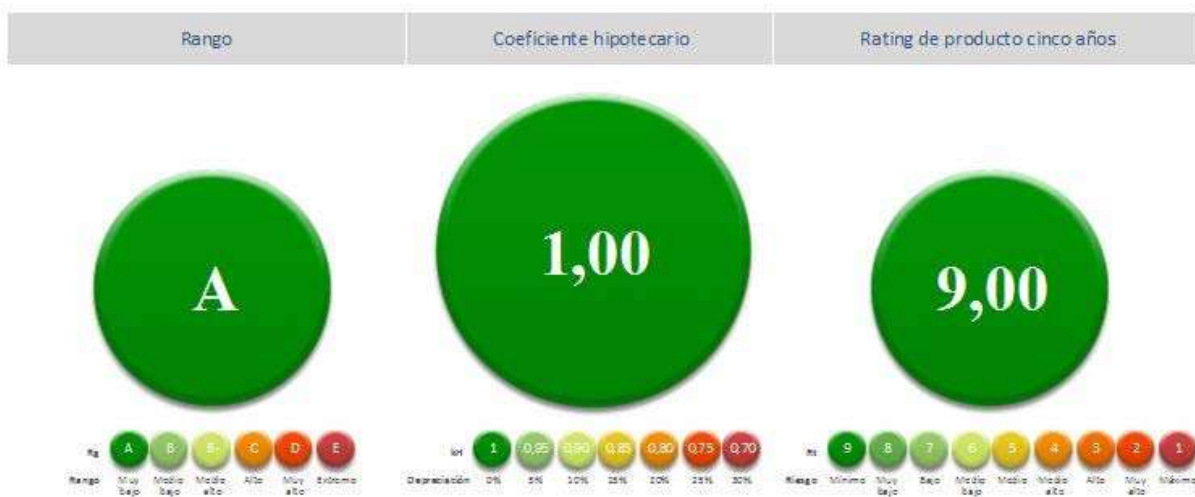 Rango Coeficiente hipotecario Rating de producto cinco años
A 1,00 9,00
Rg A B B- C D E
Rango Muy bajo Medio bajo Medio alto Alto Muy alto Extremo
kH 1 0,95 0,90 0,85 0,80 0,75 0,70
Depreciación 0% 5% 10% 15% 20% 25% 30%
Rt 9 8 7 6 5 4 3 2 1
Riesgo Mínimo Muy bajo Bajo Medio bajo Medio Medio alto Alto Muy alto Máximo